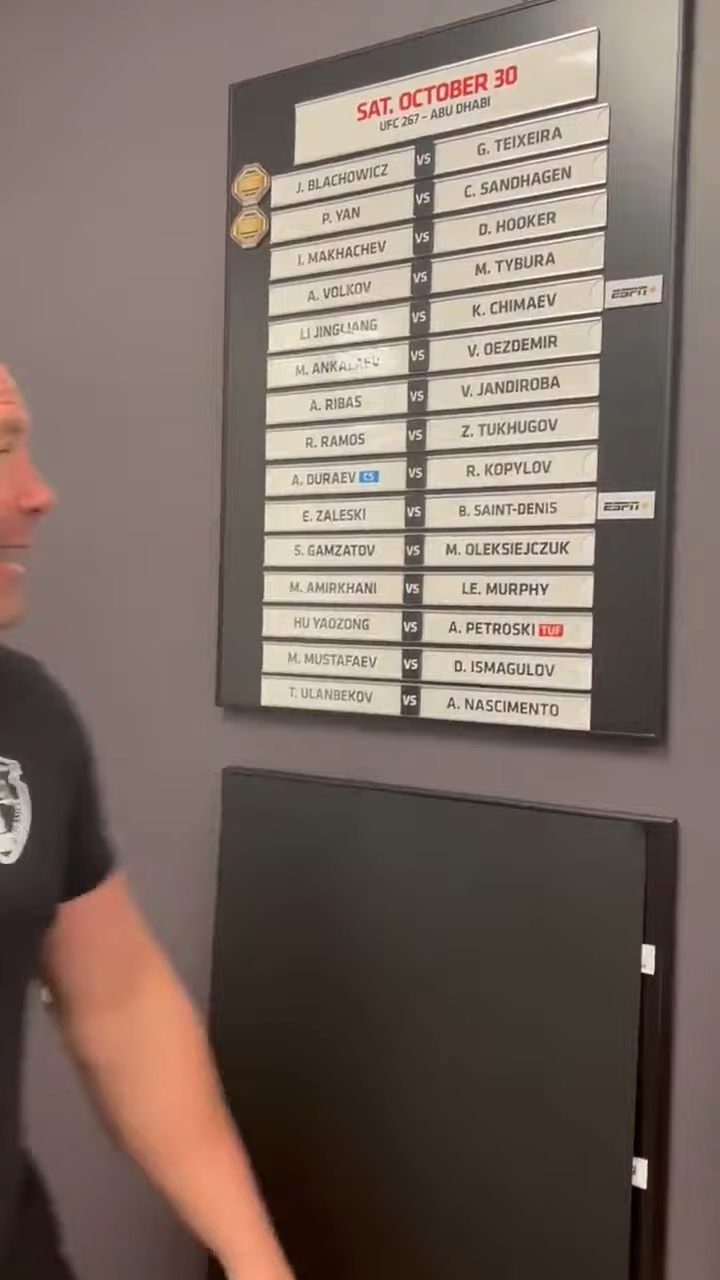 SAT. OCTOBER 30
UFC 267 – ABU DHABI
J. BLACHOWICZ VS G. TEIXEIRA
P. YAN VS C. SANDHAGEN
I. MAKHACHEV VS D. HOOKER
A. VOLKOV VS M. TYBURA
LI JINGLIANG VS K. CHIMAEV ESPN+
M. ANKALAEV VS V. OEZDEMIR
A. RIBAS VS V. JANDIROBA
R. RAMOS VS Z. TUKHUGOV
A. DURAEV CS VS R. KOPYLOV
E. ZALESKI VS B. SAINT-DENIS ESPN+
S. GAMZATOV VS M. OLEKSIEJCZUK
M. AMIRKHANI VS LE. MURPHY
HU YAOZONG VS A. PETROSKI TUF
M. MUSTAFAEV VS D. ISMAGULOV
T. ULANBEKOV VS A. NASCIMENTO